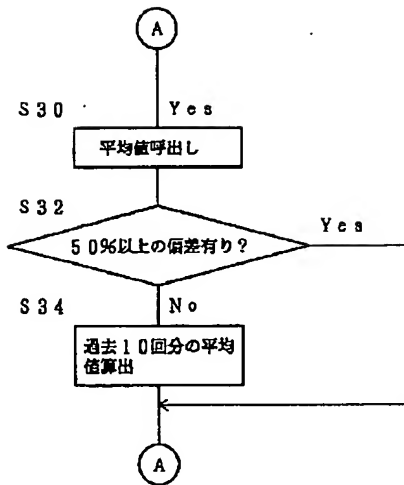 A
S30 Yes
平均値呼出し
S32
Yes
50%以上の偏差有り?
S34 No
過去10回分の平均
値算出
A